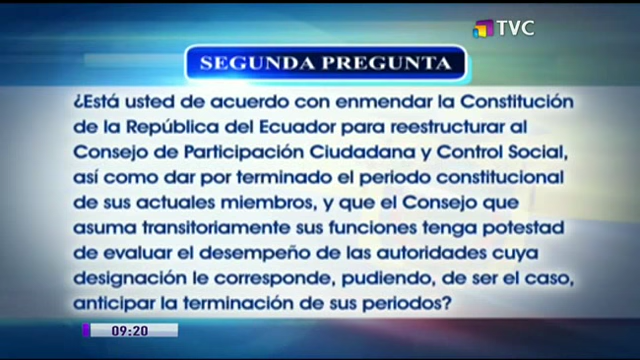 TVC
SEGUNDA PREGUNTA
¿Está usted de acuerdo con enmendar la Constitución
de la República del Ecuador para reestructurar al
Consejo de Participación Ciudadana y Control Social,
así como dar por terminado el periodo constitucional
de sus actuales miembros, y que el Consejo que
asuma transitoriamente sus funciones tenga potestad
de evaluar el desempeño de las autoridades cuya
designación le corresponde, pudiendo, de ser el caso,
anticipar la terminación de sus periodos?
09:20